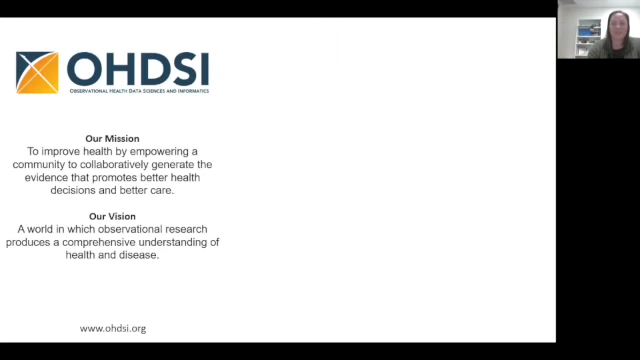 OHDSI
OBSERVATIONAL HEALTH DATA SCIENCES AND INFORMATICS
Our Mission
To improve health by empowering a
community to collaboratively generate the
evidence that promotes better health
decisions and better care.
Our Vision
A world in which observational research
produces a comprehensive understanding of
health and disease.
www.ohdsi.org